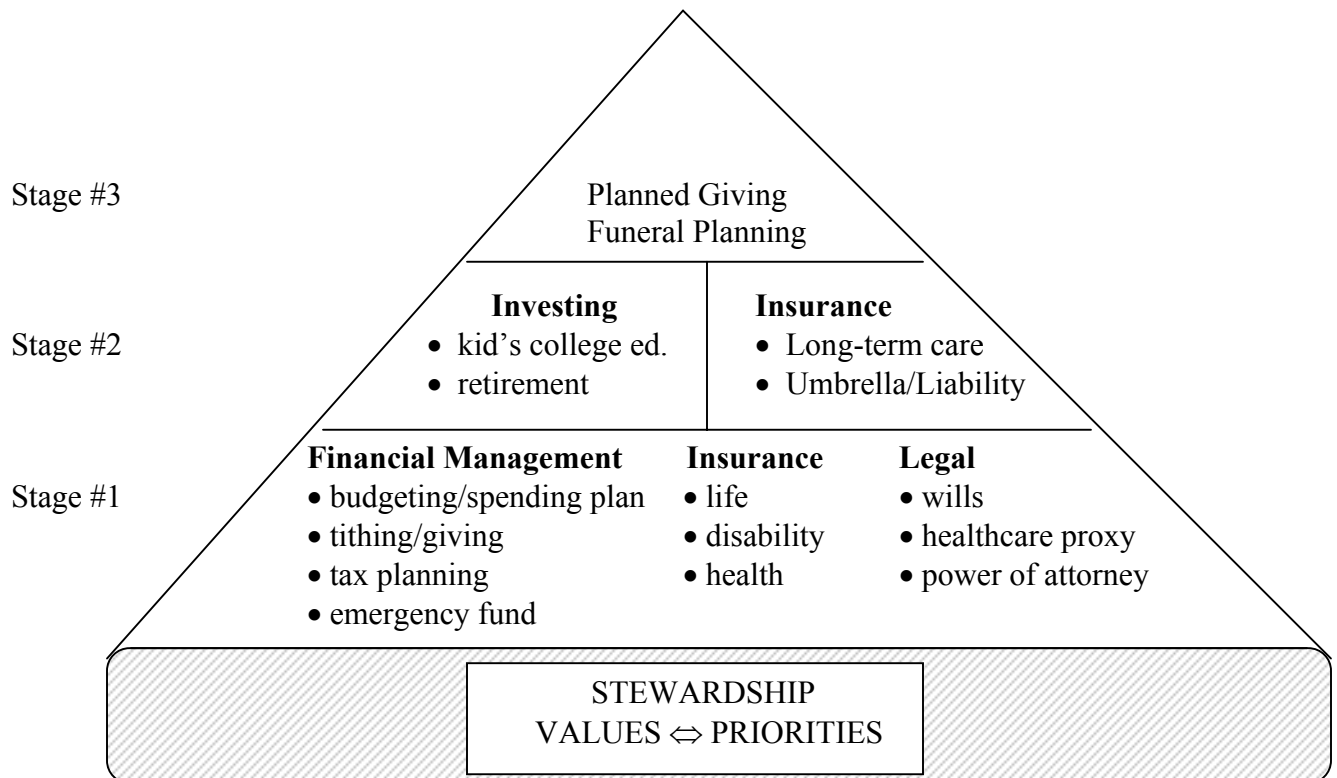 Stage #3
Planned Giving
Funeral Planning
Stage #2
Investing
• kid’s college ed.
• retirement
Insurance
• Long-term care
• Umbrella/Liability
Stage #1
Financial Management
• budgeting/spending plan
• tithing/giving
• tax planning
• emergency fund
Insurance
• life
• disability
• health
Legal
• wills
• healthcare proxy
• power of attorney
STEWARDSHIP
VALUES ⇔ PRIORITIES